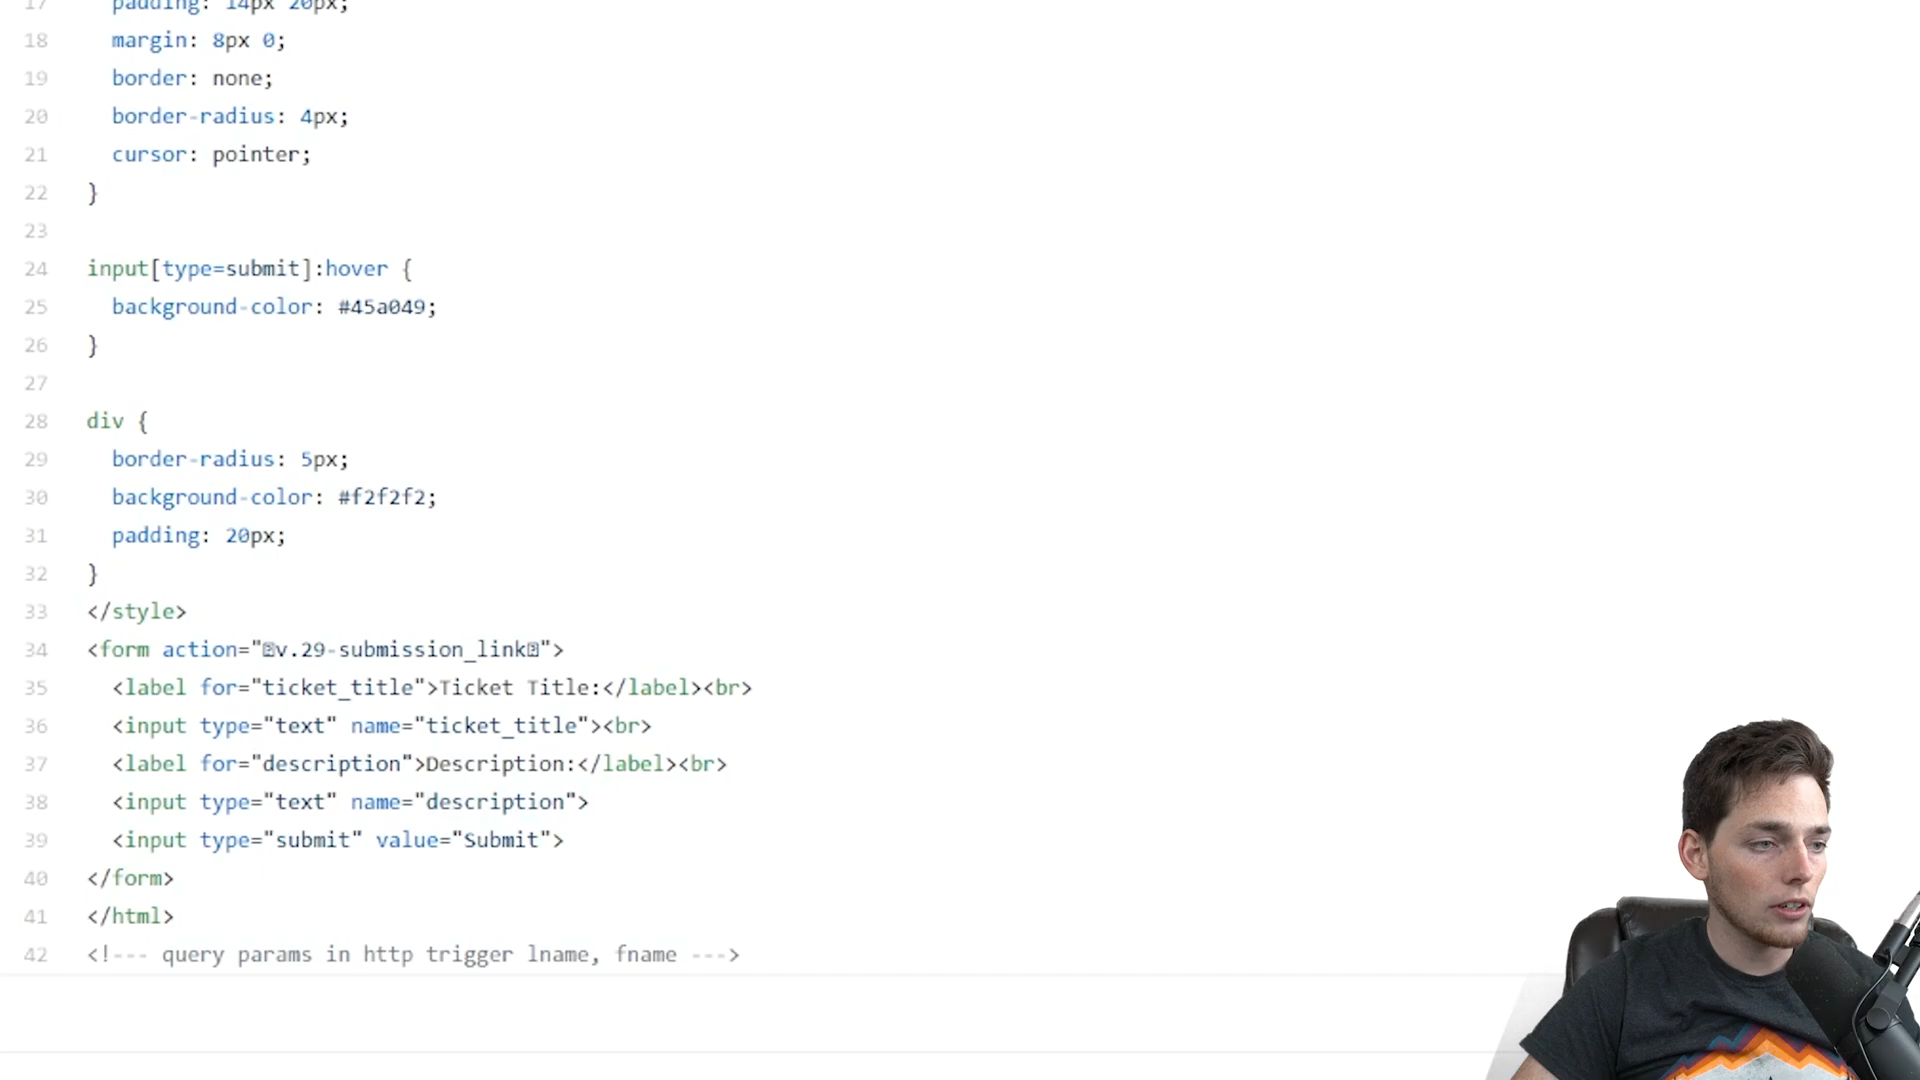 17 padding: 14px 20px;
18 margin: 8px 0;
19 border: none;
20 border-radius: 4px;
21 cursor: pointer;
22 }
23
24 input[type=submit]:hover {
25 background-color: #45a049;
26 }
27
28 div {
29 border-radius: 5px;
30 background-color: #f2f2f2;
31 padding: 20px;
32 }
33 </style>
34 <form action="⍰v.29-submission_link⍰">
35 <label for="ticket_title">Ticket Title:</label><br>
36 <input type="text" name="ticket_title"><br>
37 <label for="description">Description:</label><br>
38 <input type="text" name="description">
39 <input type="submit" value="Submit">
40 </form>
41 </html>
42 <!--- query params in http trigger lname, fname --->